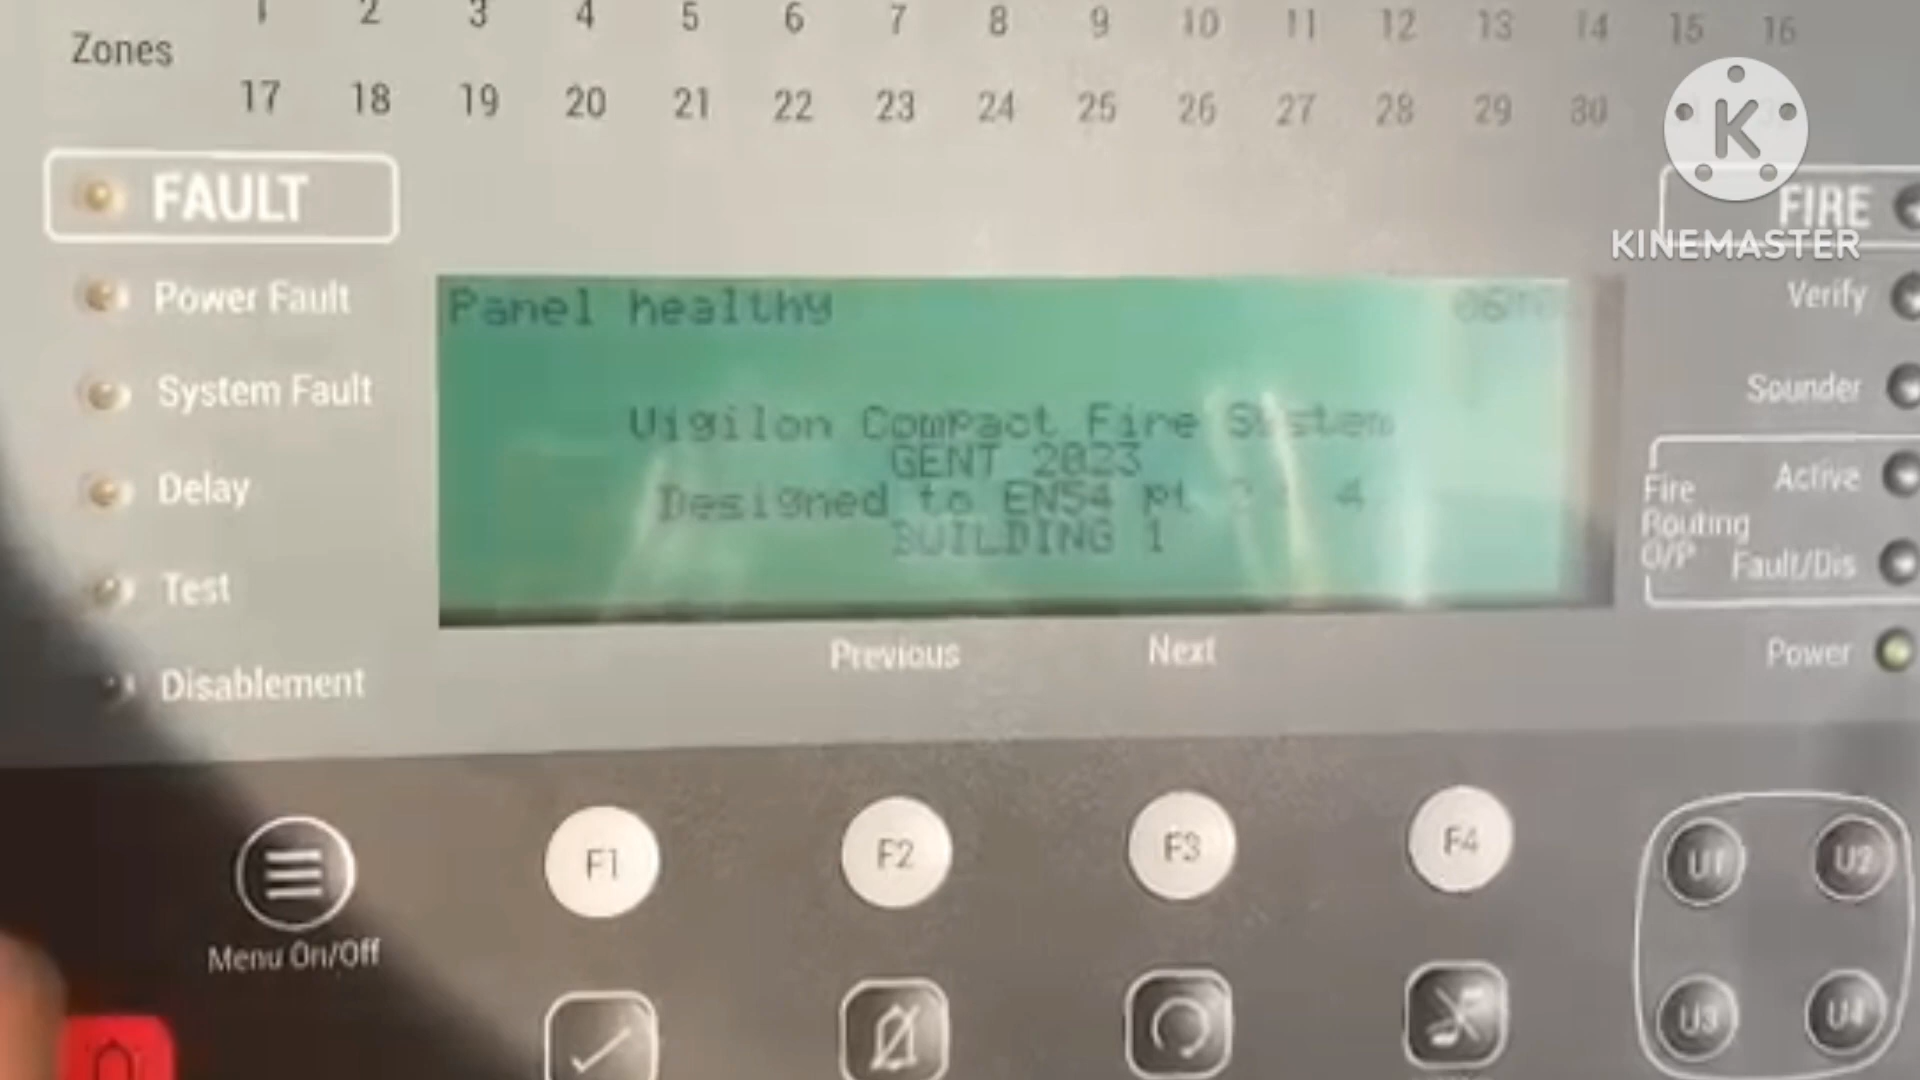 1 2 3 4 5 6 7 8 9 10 11 12 13 14 15 16
Zones
17 18 19 20 21 22 23 24 25 26 27 28 29 30
K
KINEMASTER
FAULT
FIRE
Power Fault
Verify
System Fault
Sounder
Delay
Test
Disablement
Panel healthy
Vigilon Compact Fire System
GENT 2023
Designed to EN54 pt 4
BUILDING 1
Active
Fire
Routing
O/P
Fault/Dis
Power
Previous Next
F1 F2 F3 F4
U1 U2
Menu On/Off
U3 U4